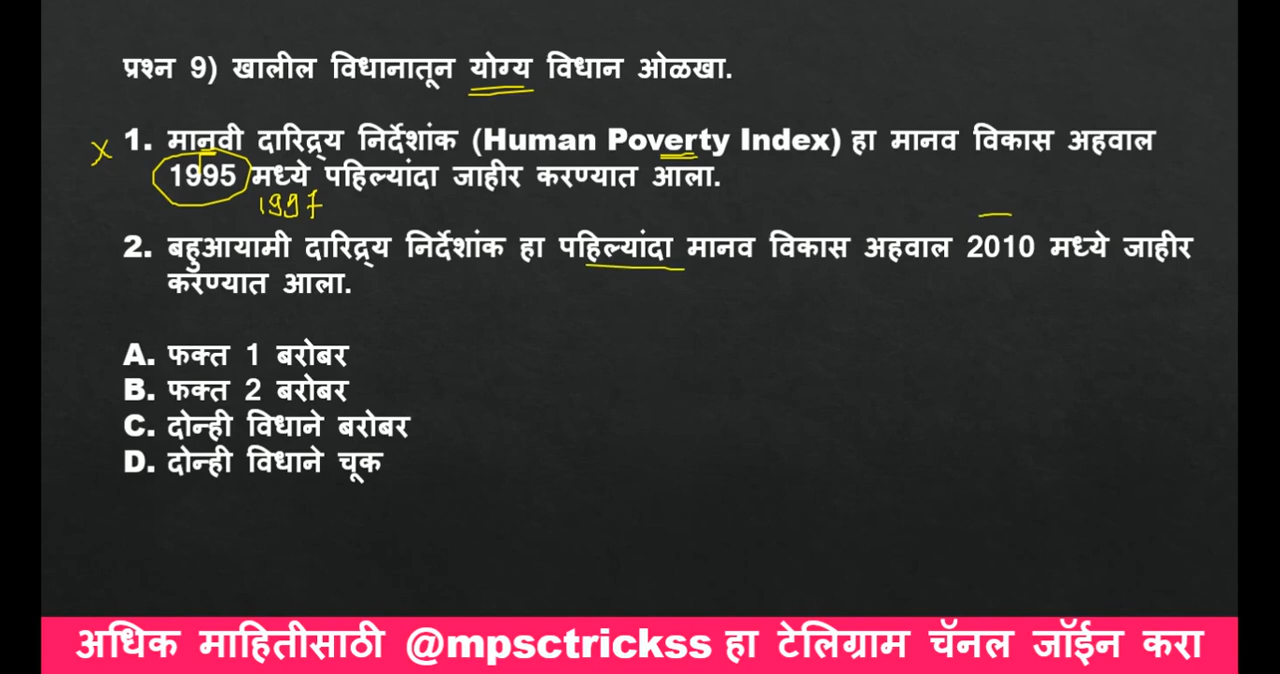 प्रश्न 9) खालील विधानातून योग्य विधान ओळखा.
x 1. मानवी दारिद्र्य निर्देशांक (Human Poverty Index) हा मानव विकास अहवाल
1995 मध्ये पहिल्यांदा जाहीर करण्यात आला.
1997
2. बहुआयामी दारिद्र्य निर्देशांक हा पहिल्यांदा मानव विकास अहवाल 2010 मध्ये जाहीर
करण्यात आला.
A. फक्त 1 बरोबर
B. फक्त 2 बरोबर
C. दोन्ही विधाने बरोबर
D. दोन्ही विधाने चूक
अधिक माहितीसाठी @mpsctrickss हा टेलिग्राम चॅनल जॉईन करा